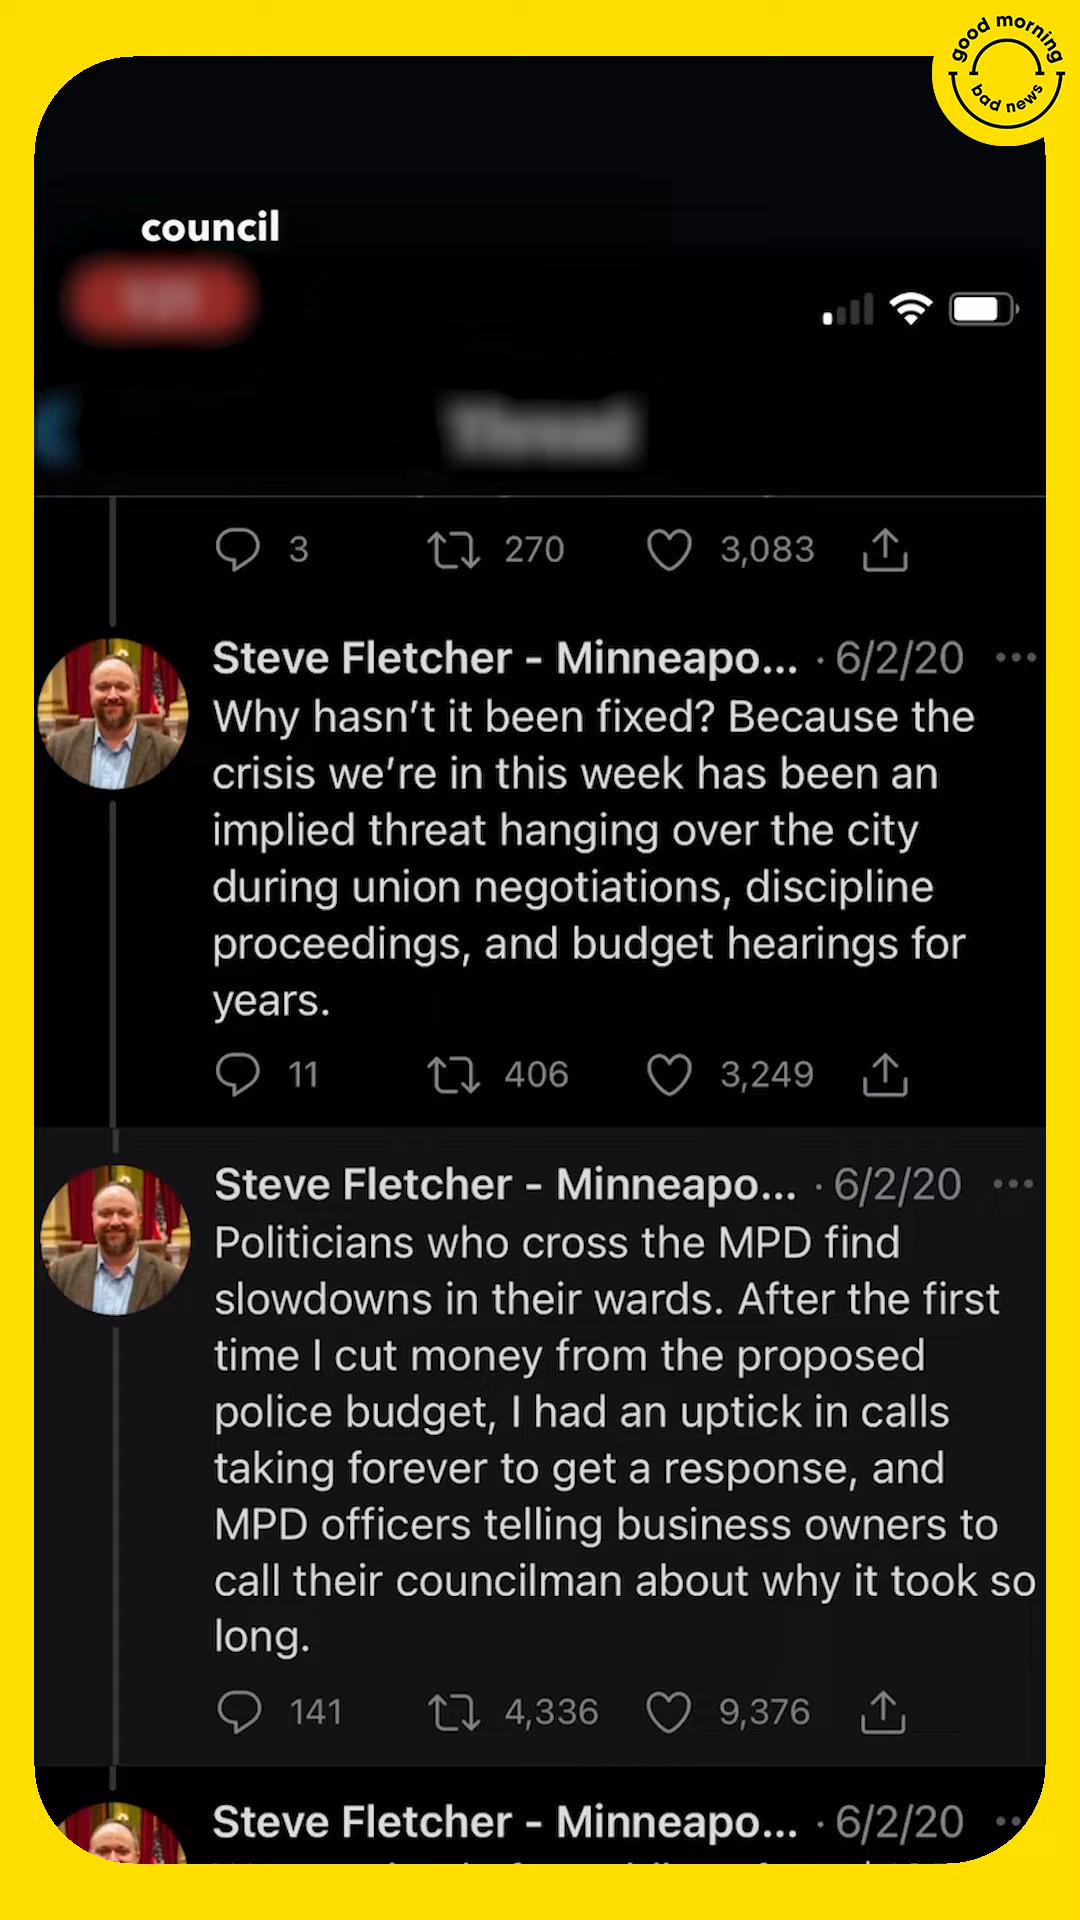 good morning
bad news
council
Thread
3 270 3,083
Steve Fletcher - Minneapo... · 6/2/20 ...
Why hasn't it been fixed? Because the
crisis we're in this week has been an
implied threat hanging over the city
during union negotiations, discipline
proceedings, and budget hearings for
years.
11 406 3,249
Steve Fletcher - Minneapo... · 6/2/20 ...
Politicians who cross the MPD find
slowdowns in their wards. After the first
time I cut money from the proposed
police budget, I had an uptick in calls
taking forever to get a response, and
MPD officers telling business owners to
call their councilman about why it took so
long.
141 4,336 9,376
Steve Fletcher - Minneapo... · 6/2/20 ...